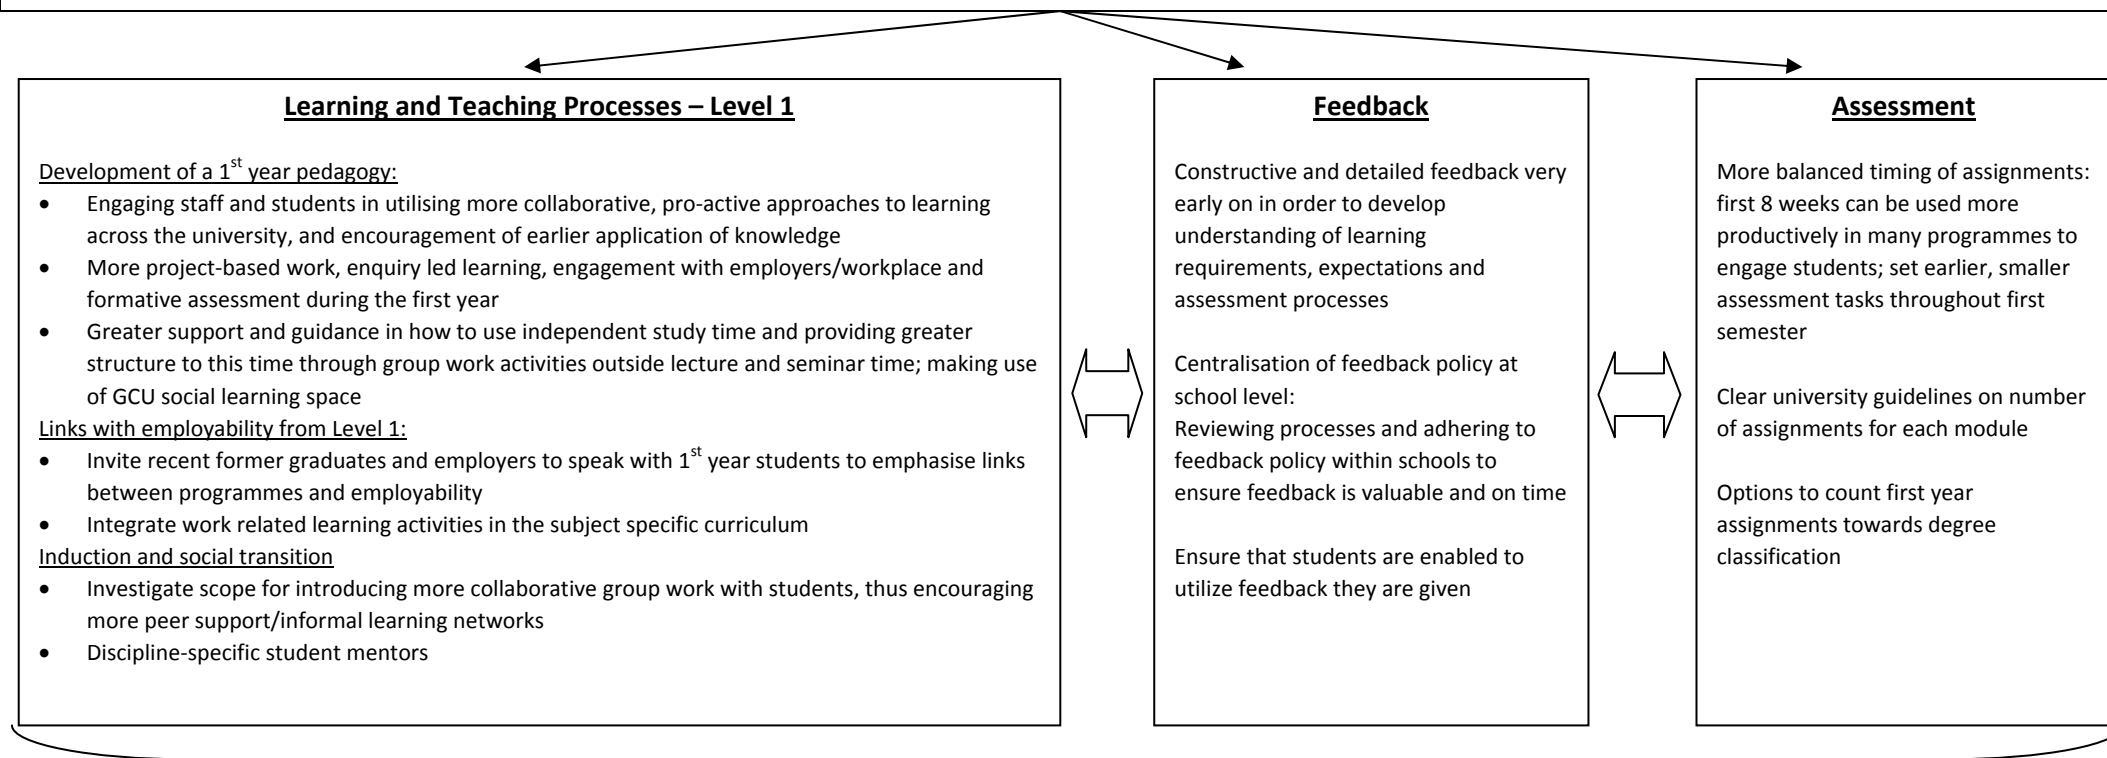 Learning and Teaching Processes – Level 1
Development of a 1st year pedagogy:
• Engaging staff and students in utilising more collaborative, pro-active approaches to learning
across the university, and encouragement of earlier application of knowledge
• More project-based work, enquiry led learning, engagement with employers/workplace and
formative assessment during the first year
• Greater support and guidance in how to use independent study time and providing greater
structure to this time through group work activities outside lecture and seminar time; making use
of GCU social learning space
Links with employability from Level 1:
• Invite recent former graduates and employers to speak with 1st year students to emphasise links
between programmes and employability
• Integrate work related learning activities in the subject specific curriculum
Induction and social transition
• Investigate scope for introducing more collaborative group work with students, thus encouraging
more peer support/informal learning networks
• Discipline-specific student mentors
Feedback
Constructive and detailed feedback very
early on in order to develop
understanding of learning
requirements, expectations and
assessment processes
Centralisation of feedback policy at
school level:
Reviewing processes and adhering to
feedback policy within schools to
ensure feedback is valuable and on time
Ensure that students are enabled to
utilize feedback they are given
Assessment
More balanced timing of assignments:
first 8 weeks can be used more
productively in many programmes to
engage students; set earlier, smaller
assessment tasks throughout first
semester
Clear university guidelines on number
of assignments for each module
Options to count first year
assignments towards degree
classification